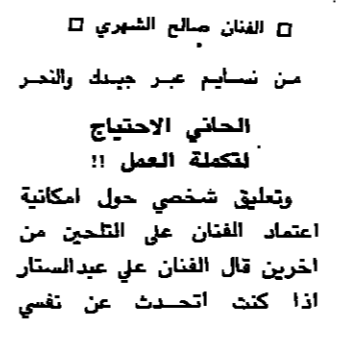 □ الفنان صالح الشهري □
من نسايم عبر جيدك والنحر
الحاني الاحتياج
لتكملة العمل !!
وتعليق شخصي حول امكانية
اعتماد الفنان على التلحين من
اخرين قال الفنان علي عبدالستار
اذا كنت اتحدث عن نفسي